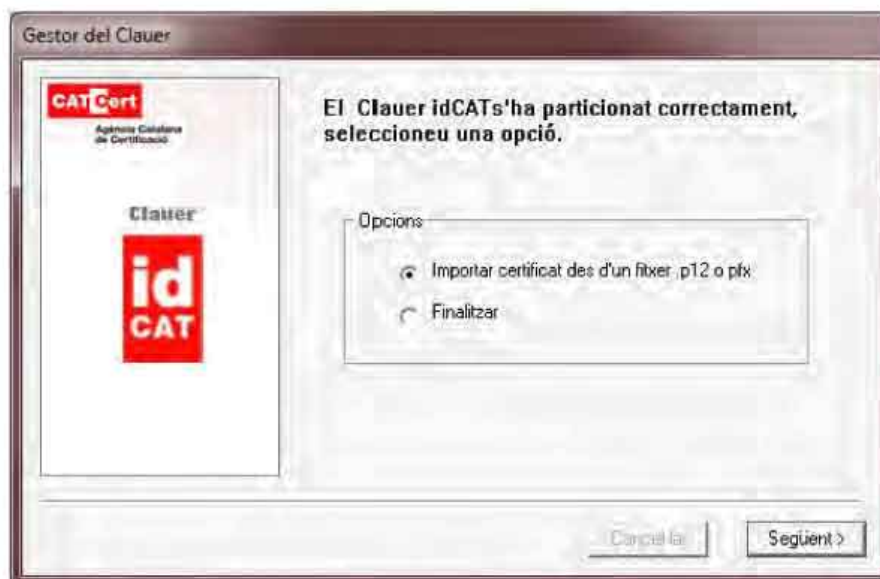 Gestor del Clauer
CATCert
Agència Catalana
de Certificació
Clauer
id
CAT
El Clauer idCATs'ha particionat correctament,
seleccioneu una opció.
Opcions
Importar certificat des d'un fitxer .p12 o pfx
Finalitzar
Cancel·lar
Següent >